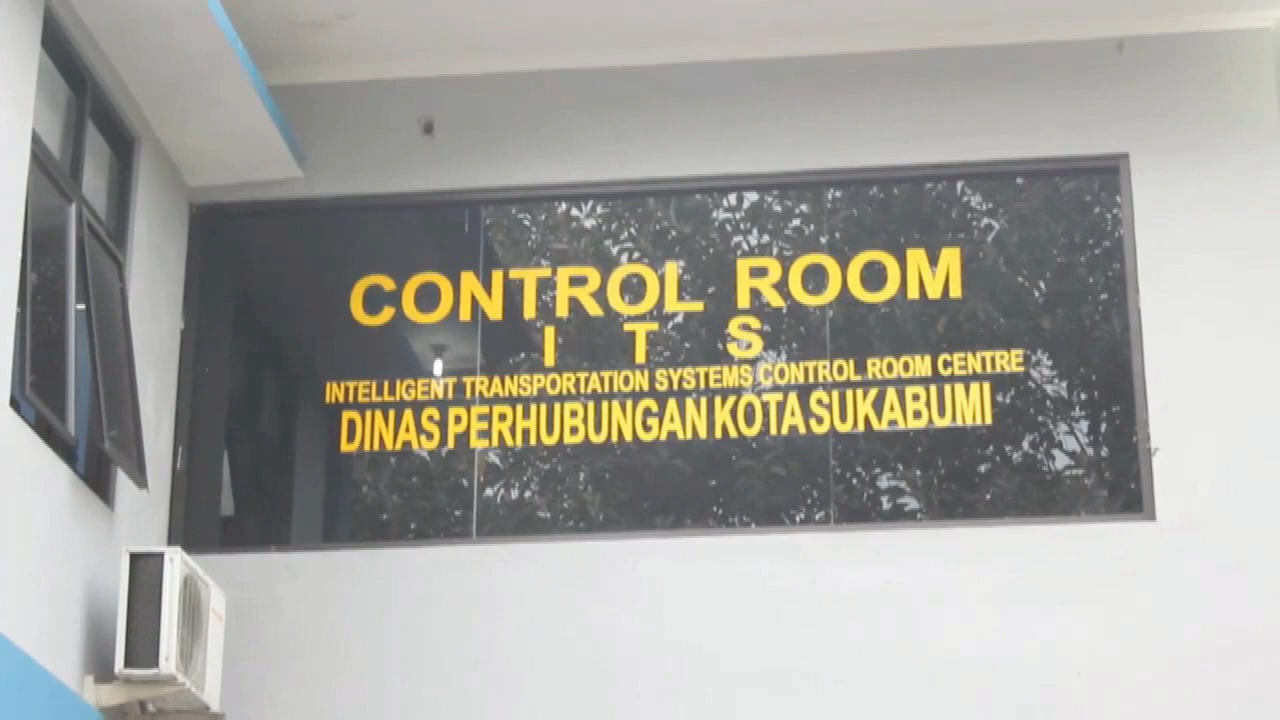 CONTROL ROOM
I T S
INTELLIGENT TRANSPORTATION SYSTEMS CONTROL ROOM CENTRE
DINAS PERHUBUNGAN KOTA SUKABUMI